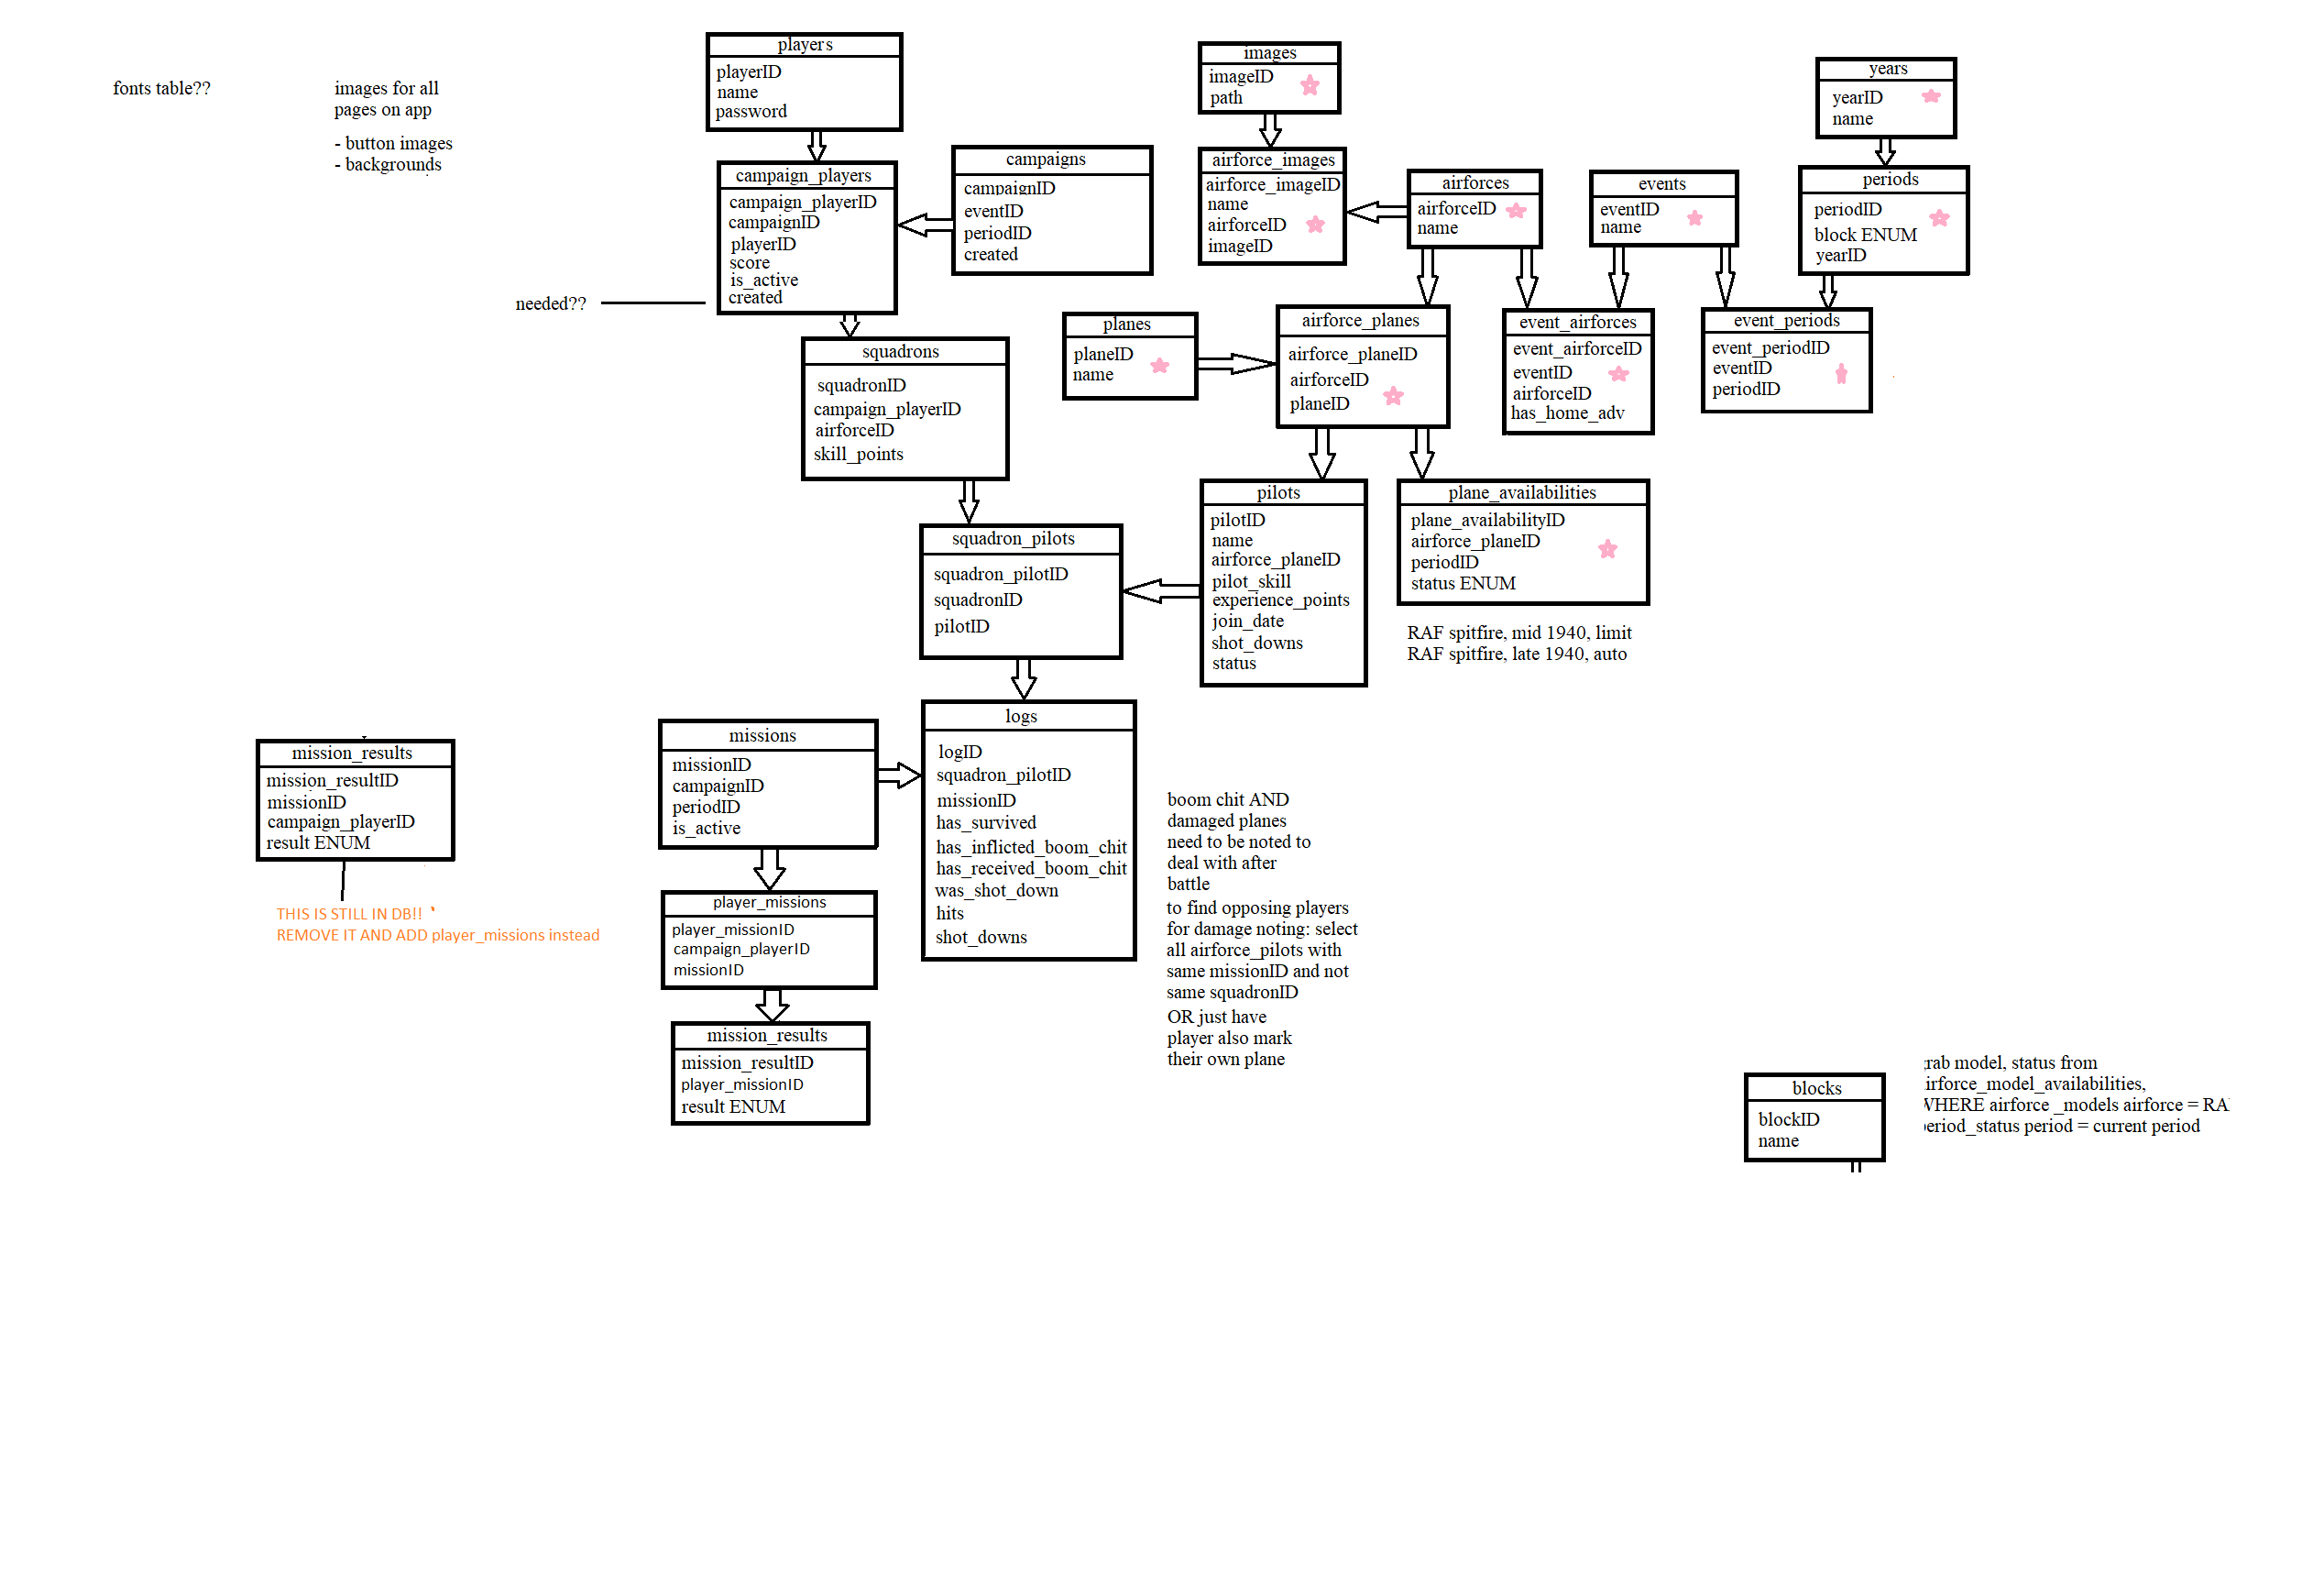 fonts table??
images for all
pages on app
- button images
- backgrounds
players
playerID
name
password
campaign_players
campaign_playerID
campaignID
playerID
score
is_active
created
needed??
campaigns
campaignID
eventID
periodID
created
images
imageID
path
airforce_images
airforce_imageID
name
airforceID
imageID
airforces
airforceID
name
events
eventID
name
years
yearID
name
periods
periodID
block ENUM
yearID
squadrons
squadronID
campaign_playerID
airforceID
skill_points
planes
planeID
name
airforce_planes
airforce_planeID
airforceID
planeID
event_airforces
event_airforceID
eventID
airforceID
has_home_adv
event_periods
event_periodID
eventID
periodID
squadron_pilots
squadron_pilotID
squadronID
pilotID
pilots
pilotID
name
airforce_planeID
pilot_skill
experience_points
join_date
shot_downs
status
plane_availabilities
plane_availabilityID
airforce_planeID
periodID
status ENUM
RAF spitfire, mid 1940, limit
RAF spitfire, late 1940, auto
mission_results
mission_resultID
missionID
campaign_playerID
result ENUM
THIS IS STILL IN DB!!
REMOVE IT AND ADD player_missions instead
missions
missionID
campaignID
periodID
is_active
logs
logID
squadron_pilotID
missionID
has_survived
has_inflicted_boom_chit
has_received_boom_chit
was_shot_down
hits
shot_downs
boom chit AND
damaged planes
need to be noted to
deal with after
battle
to find opposing players
for damage noting: select
all airforce_pilots with
same missionID and not
same squadronID
OR just have
player also mark
their own plane
player_missions
player_missionID
campaign_playerID
missionID
mission_results
mission_resultID
player_missionID
result ENUM
blocks
blockID
name
model, status from
WHERE airforce _models airforce =
period_status period = current period